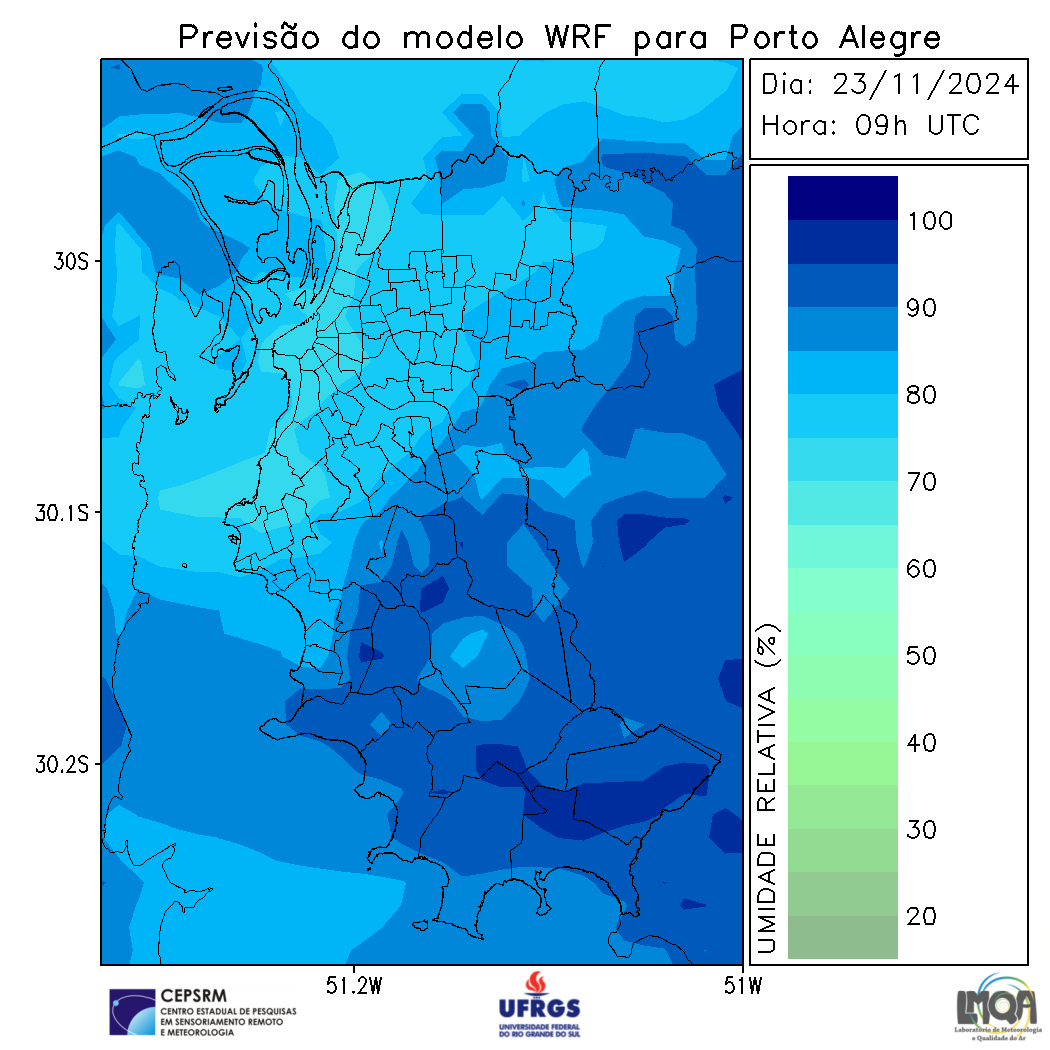 Previsão do modelo WRF para Porto Alegre
Dia: 23/11/2024
Hora: 09h UTC
30S
30.1S
30.2S
51.2W
51W
100
90
80
70
60
50
40
30
20
UMIDADE RELATIVA (%)
CEPSRM
CENTRO ESTADUAL DE PESQUISAS
EM SENSORIAMENTO REMOTO
E METEOROLOGIA
UFRGS
UNIVERSIDADE FEDERAL
DO RIO GRANDE DO SUL
LMQA
Laboratório de Meteorologia
e Qualidade do Ar